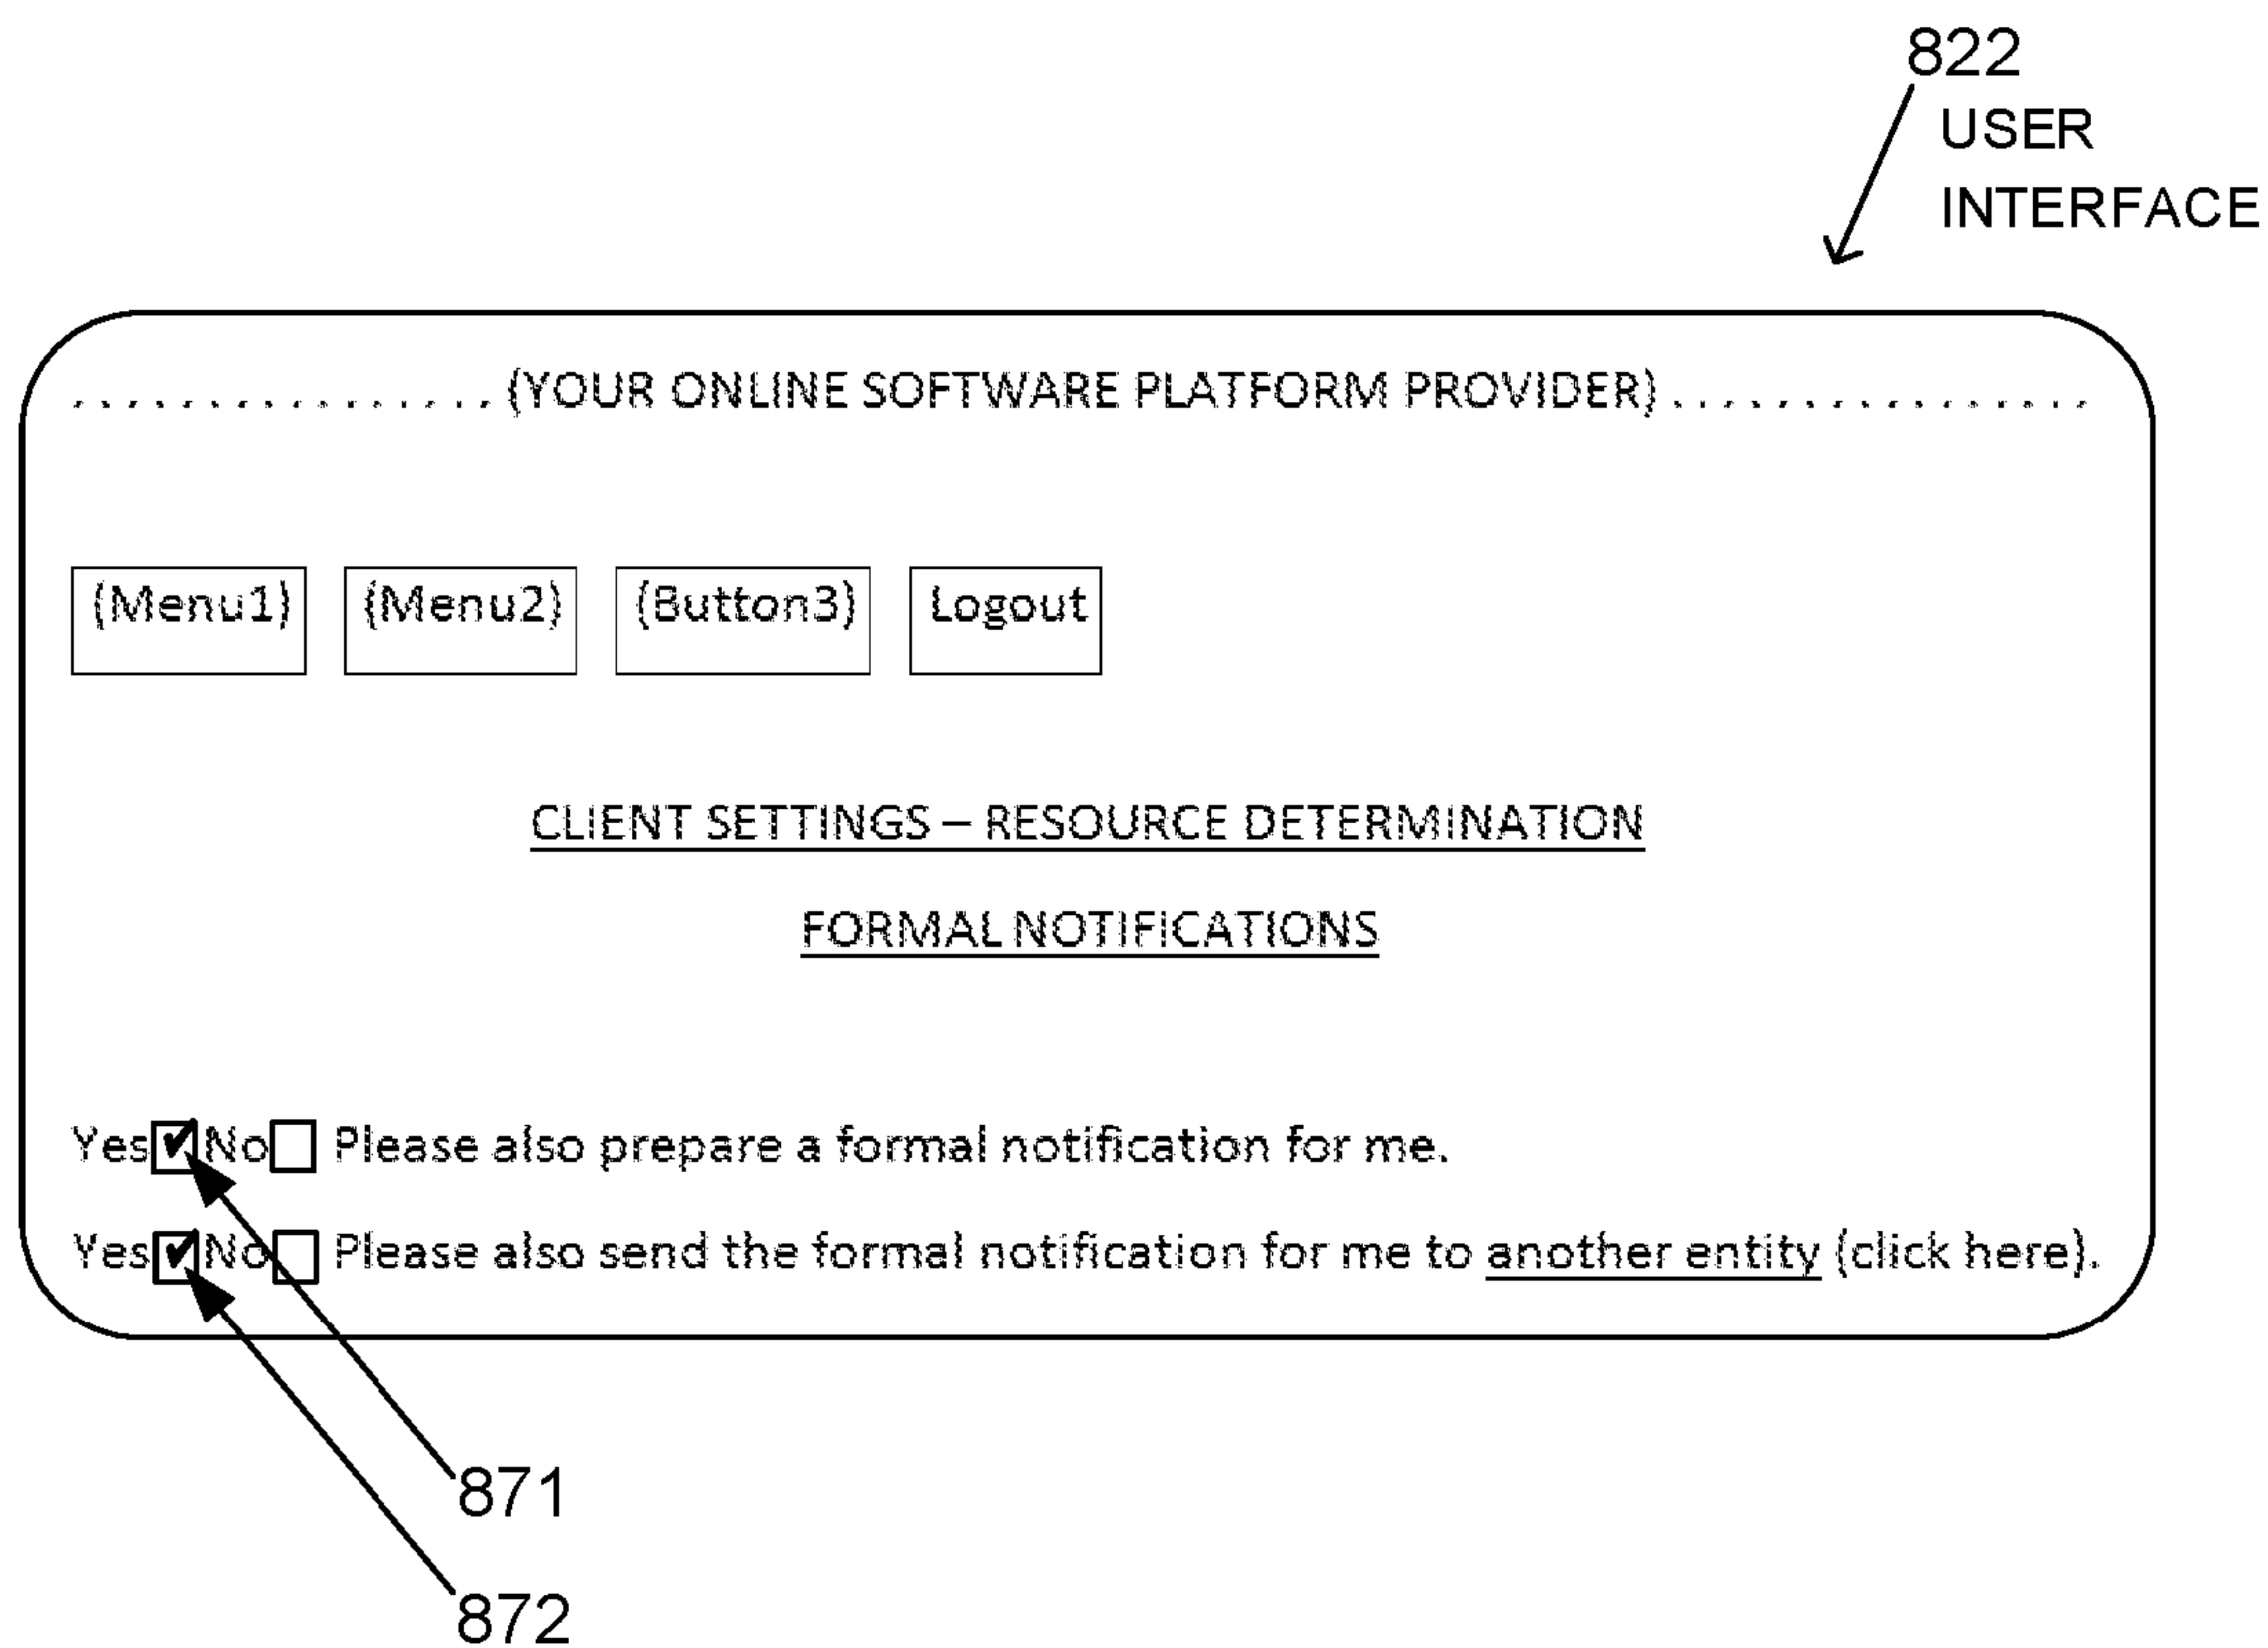 822
USER
INTERFACE
. . . . . . . . . . . . . . . . (YOUR ONLINE SOFTWARE PLATFORM PROVIDER) . . . . . . . . . . . . . . . .
(Menu1) (Menu2) (Button3) Logout
CLIENT SETTINGS – RESOURCE DETERMINATION
FORMAL NOTIFICATIONS
Yes ✔ No ☐ Please also prepare a formal notification for me.
Yes ✔ No ☐ Please also send the formal notification for me to another entity (click here).
871
872